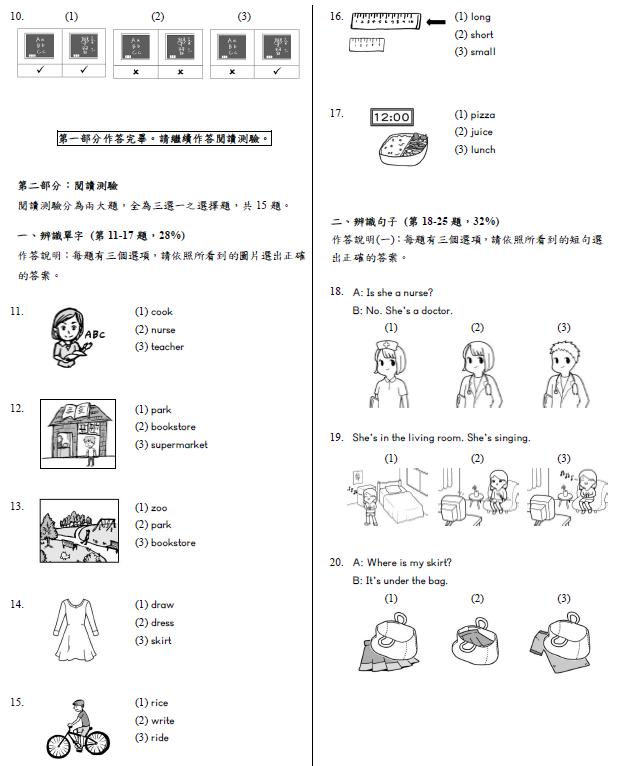 10. (1) (2) (3)
第一部分作答完畢。請繼續作答閱讀測驗。
第二部分：閱讀測驗
閱讀測驗分為兩大題，全為三選一之選擇題，共 15 題。
一、辨識單字 (第 11-17 題，28%)
作答說明：每題有三個選項，請依照所看到的圖片選出正確
的答案。
11. (1) cook
(2) nurse
(3) teacher
ABC
12. (1) park
(2) bookstore
(3) supermarket
13. (1) zoo
(2) park
(3) bookstore
14. (1) draw
(2) dress
(3) skirt
15. (1) rice
(2) write
(3) ride
16. (1) long
(2) short
(3) small
17. (1) pizza
(2) juice
(3) lunch
12:00
二、辨識句子 (第 18-25 題，32%)
作答說明(一)：每題有三個選項，請依照所看到的短句選
出正確的答案。
18. A: Is she a nurse?
B: No. She's a doctor.
(1) (2) (3)
19. She's in the living room. She's singing.
(1) (2) (3)
20. A: Where is my skirt?
B: It's under the bag.
(1) (2) (3)